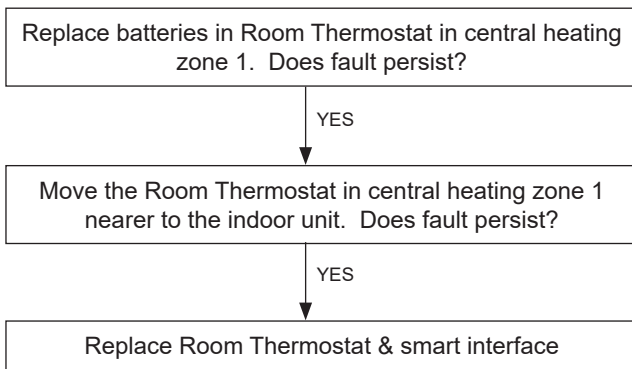 Replace batteries in Room Thermostat in central heating
zone 1.  Does fault persist?
YES
Move the Room Thermostat in central heating zone 1
nearer to the indoor unit.  Does fault persist?
YES
Replace Room Thermostat & smart interface